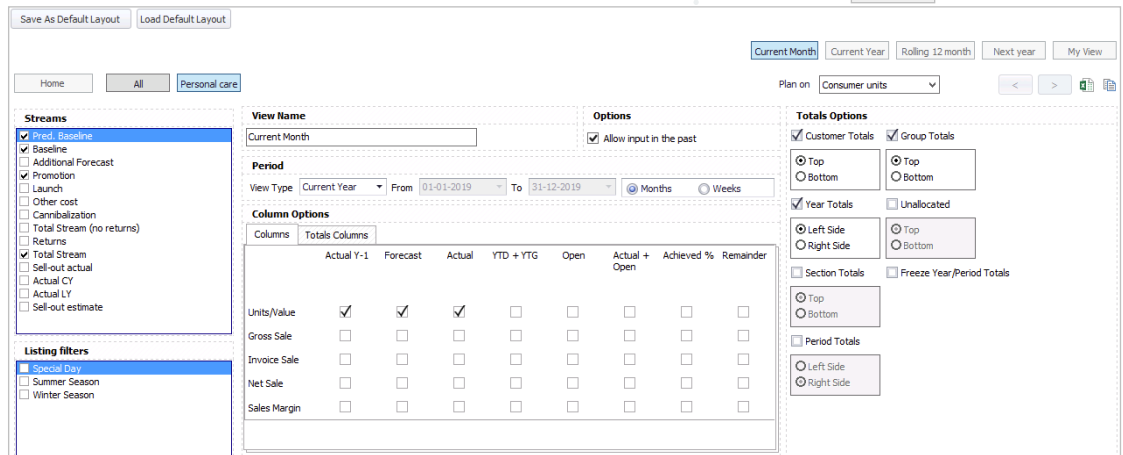 Save As Default Layout Load Default Layout
Current Month Current Year Rolling 12 month Next year My View
Home All Personal care Plan on Consumer units < >
Streams
Pred. Baseline
Baseline
Additional Forecast
Promotion
Launch
Other cost
Cannibalization
Total Stream (no returns)
Returns
Total Stream
Sell-out actual
Actual CY
Actual LY
Sell-out estimate
Listing filters
Special Day
Summer Season
Winter Season
View Name
Current Month
Options
Allow input in the past
Period
View Type Current Year From 01-01-2019 To 31-12-2019 Months Weeks
Column Options
Columns Totals Columns
Actual Y-1 Forecast Actual YTD + YTG Open Actual + Achieved % Remainder
Open
Units/Value
Gross Sale
Invoice Sale
Net Sale
Sales Margin
Totals Options
Customer Totals Group Totals
Top Top
Bottom Bottom
Year Totals Unallocated
Left Side Top
Right Side Bottom
Section Totals Freeze Year/Period Totals
Top
Bottom
Period Totals
Left Side
Right Side